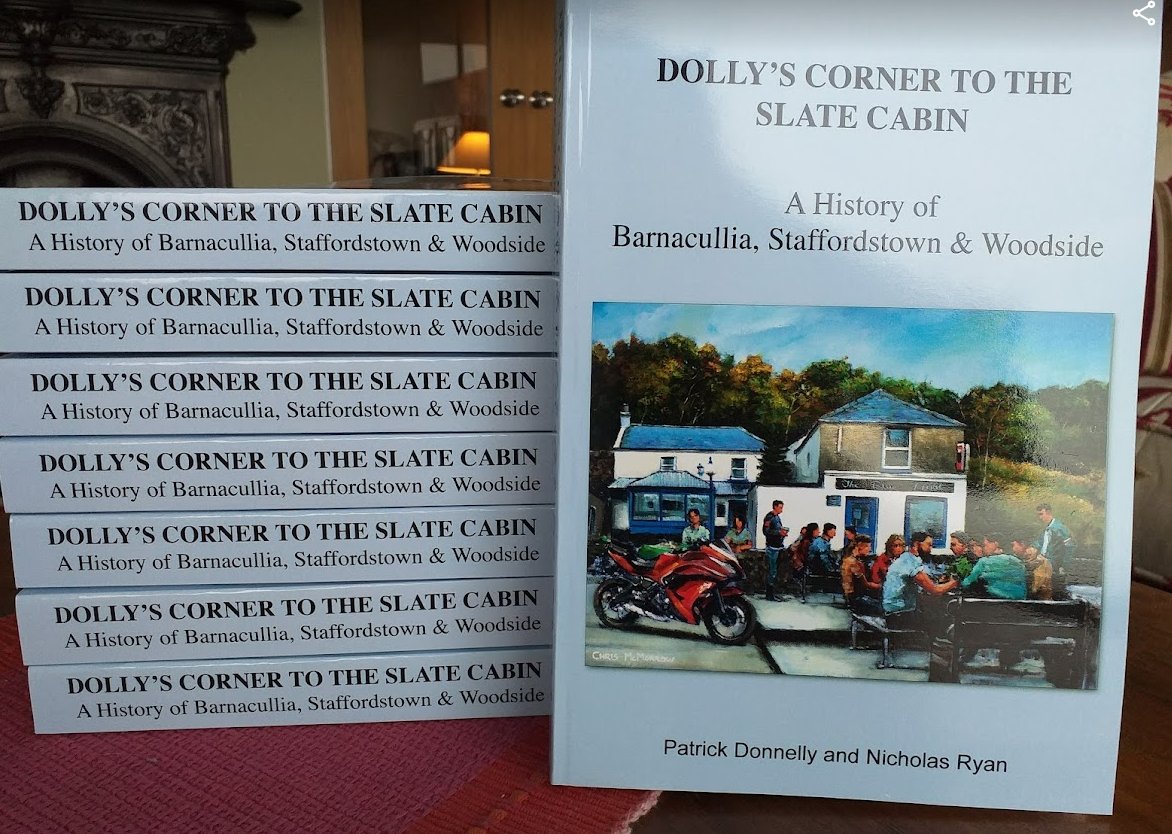 DOLLY'S CORNER TO THE SLATE CABIN
A History of Barnacullia, Staffordstown & Woodside
DOLLY'S CORNER TO THE SLATE CABIN
A History of Barnacullia, Staffordstown & Woodside
DOLLY'S CORNER TO THE SLATE CABIN
A History of Barnacullia, Staffordstown & Woodside
DOLLY'S CORNER TO THE SLATE CABIN
A History of Barnacullia, Staffordstown & Woodside
DOLLY'S CORNER TO THE SLATE CABIN
A History of Barnacullia, Staffordstown & Woodside
DOLLY'S CORNER TO THE SLATE CABIN
A History of Barnacullia, Staffordstown & Woodside
DOLLY'S CORNER TO THE SLATE CABIN
A History of Barnacullia, Staffordstown & Woodside
DOLLY'S CORNER TO THE
SLATE CABIN
A History of
Barnacullia, Staffordstown & Woodside
The
CHRIS McMORROW
Patrick Donnelly and Nicholas Ryan